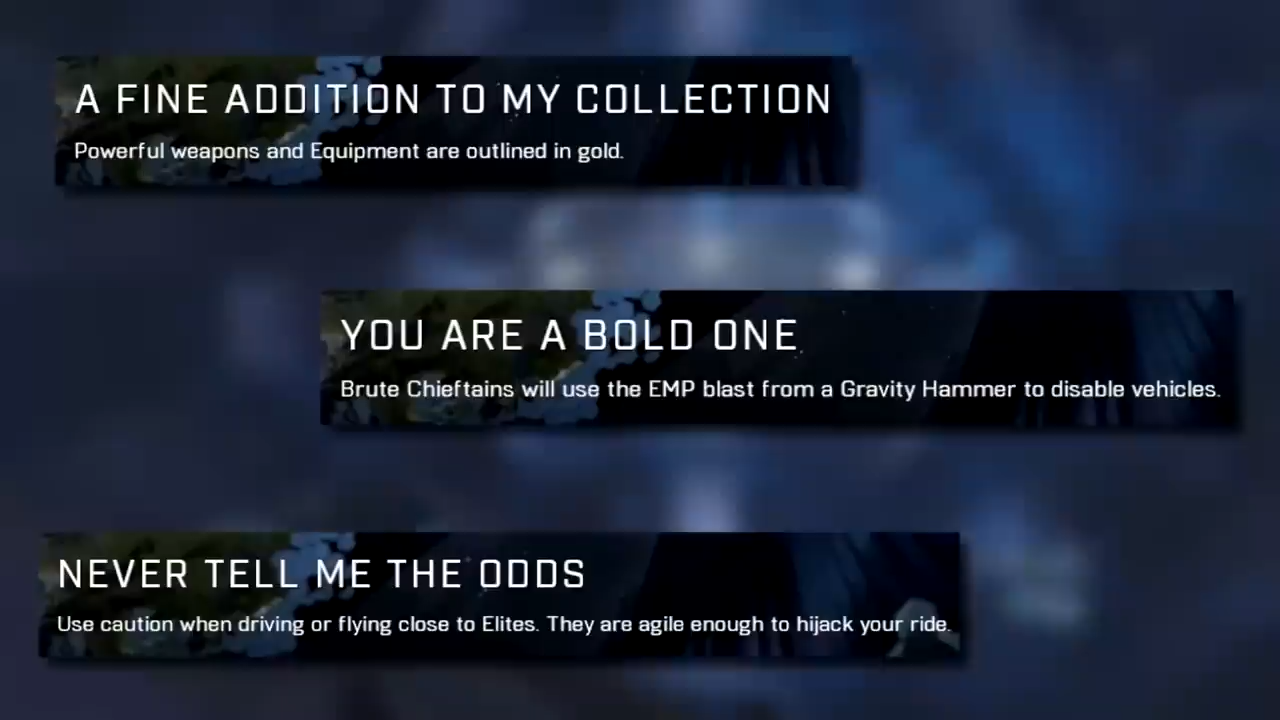 A FINE ADDITION TO MY COLLECTION
Powerful weapons and Equipment are outlined in gold.
YOU ARE A BOLD ONE
Brute Chieftains will use the EMP blast from a Gravity Hammer to disable vehicles.
NEVER TELL ME THE ODDS
Use caution when driving or flying close to Elites. They are agile enough to hijack your ride.